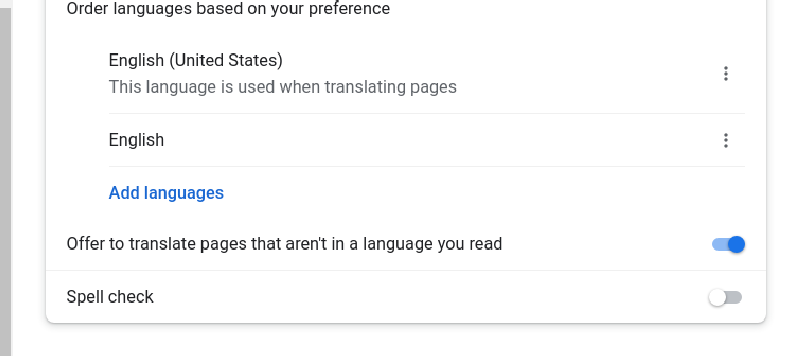 Order languages based on your preference
English (United States)
This language is used when translating pages
English
Add languages
Offer to translate pages that aren't in a language you read
Spell check